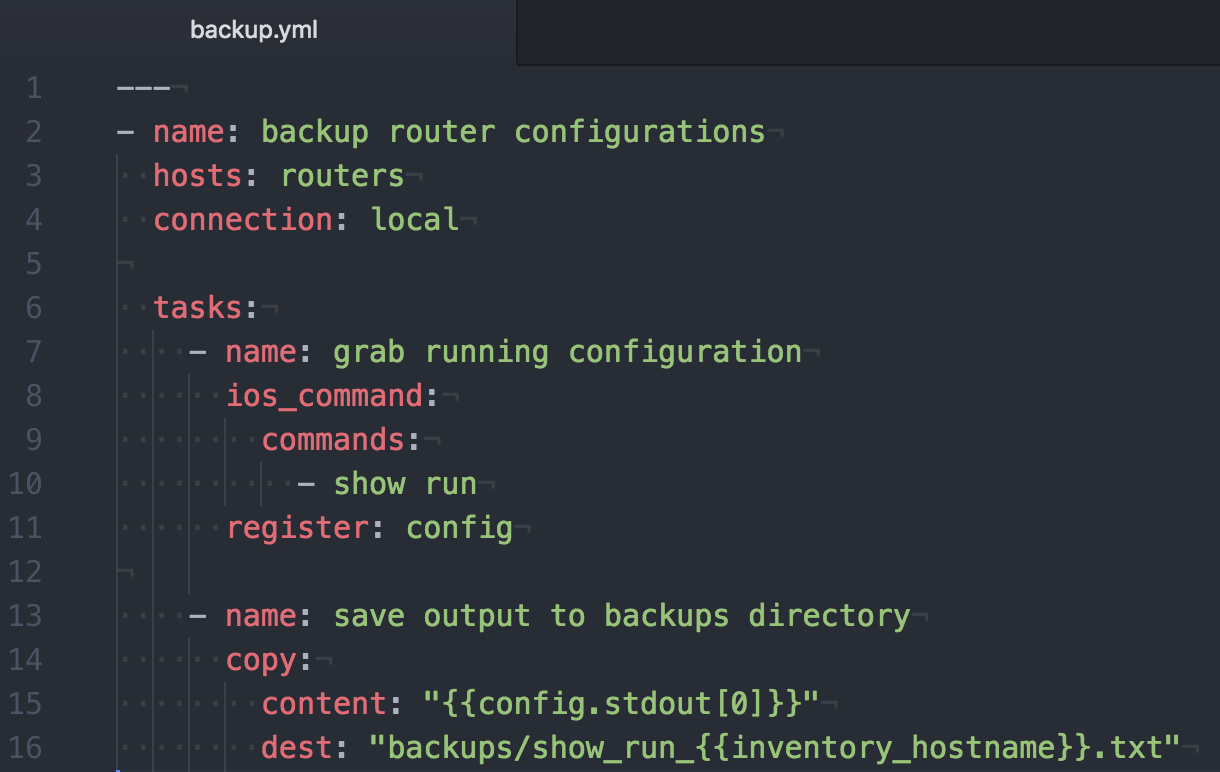 backup.yml
1 ---
2 - name: backup router configurations
3   hosts: routers
4   connection: local
5
6   tasks:
7     - name: grab running configuration
8       ios_command:
9         commands:
10           - show run
11       register: config
12
13     - name: save output to backups directory
14       copy:
15         content: "{{config.stdout[0]}}"
16         dest: "backups/show_run_{{inventory_hostname}}.txt"